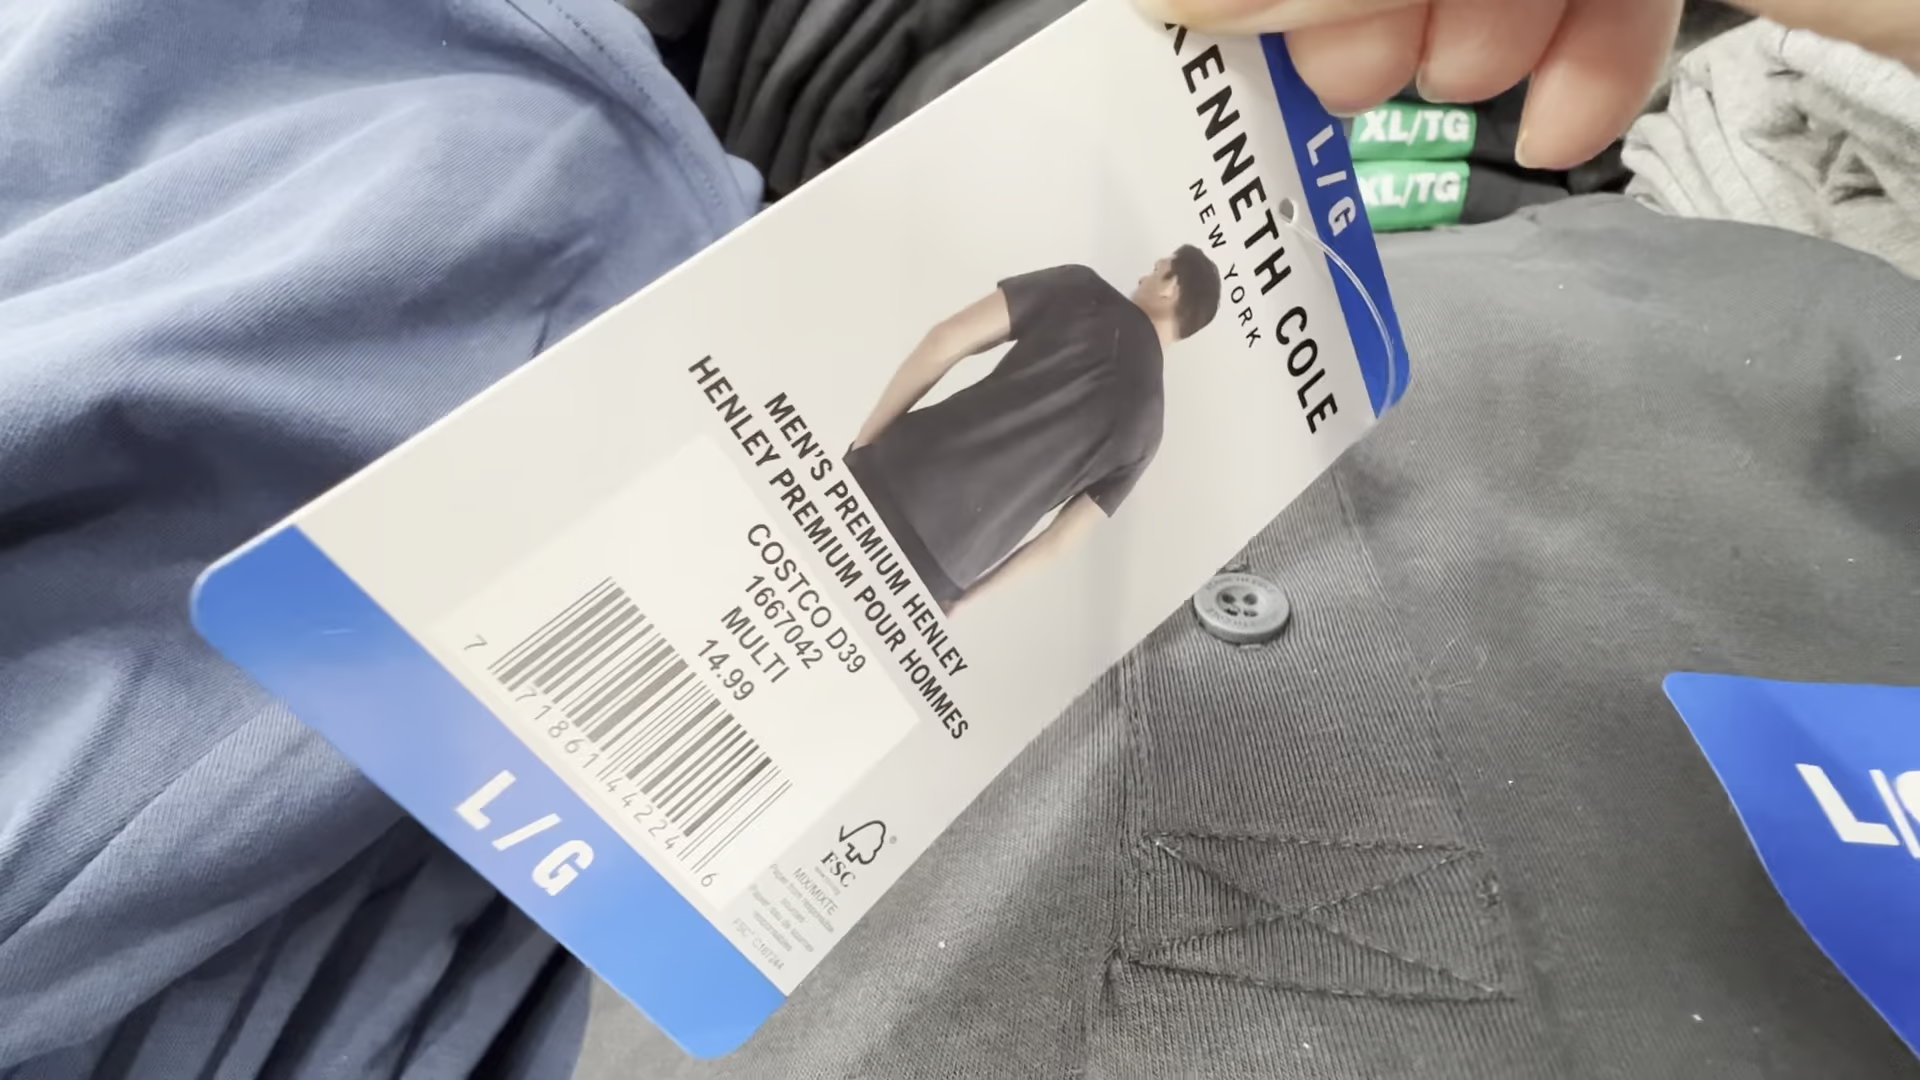 KENNETH COLE
NEW YORK
L/G
MEN'S PREMIUM HENLEY
HENLEY PREMIUM POUR HOMMES
COSTCO D39
1667042
MULTI
14.99
7 71861 44224 6
L/G
FSC
MIX/MIXTE
XL/TG
XL/TG